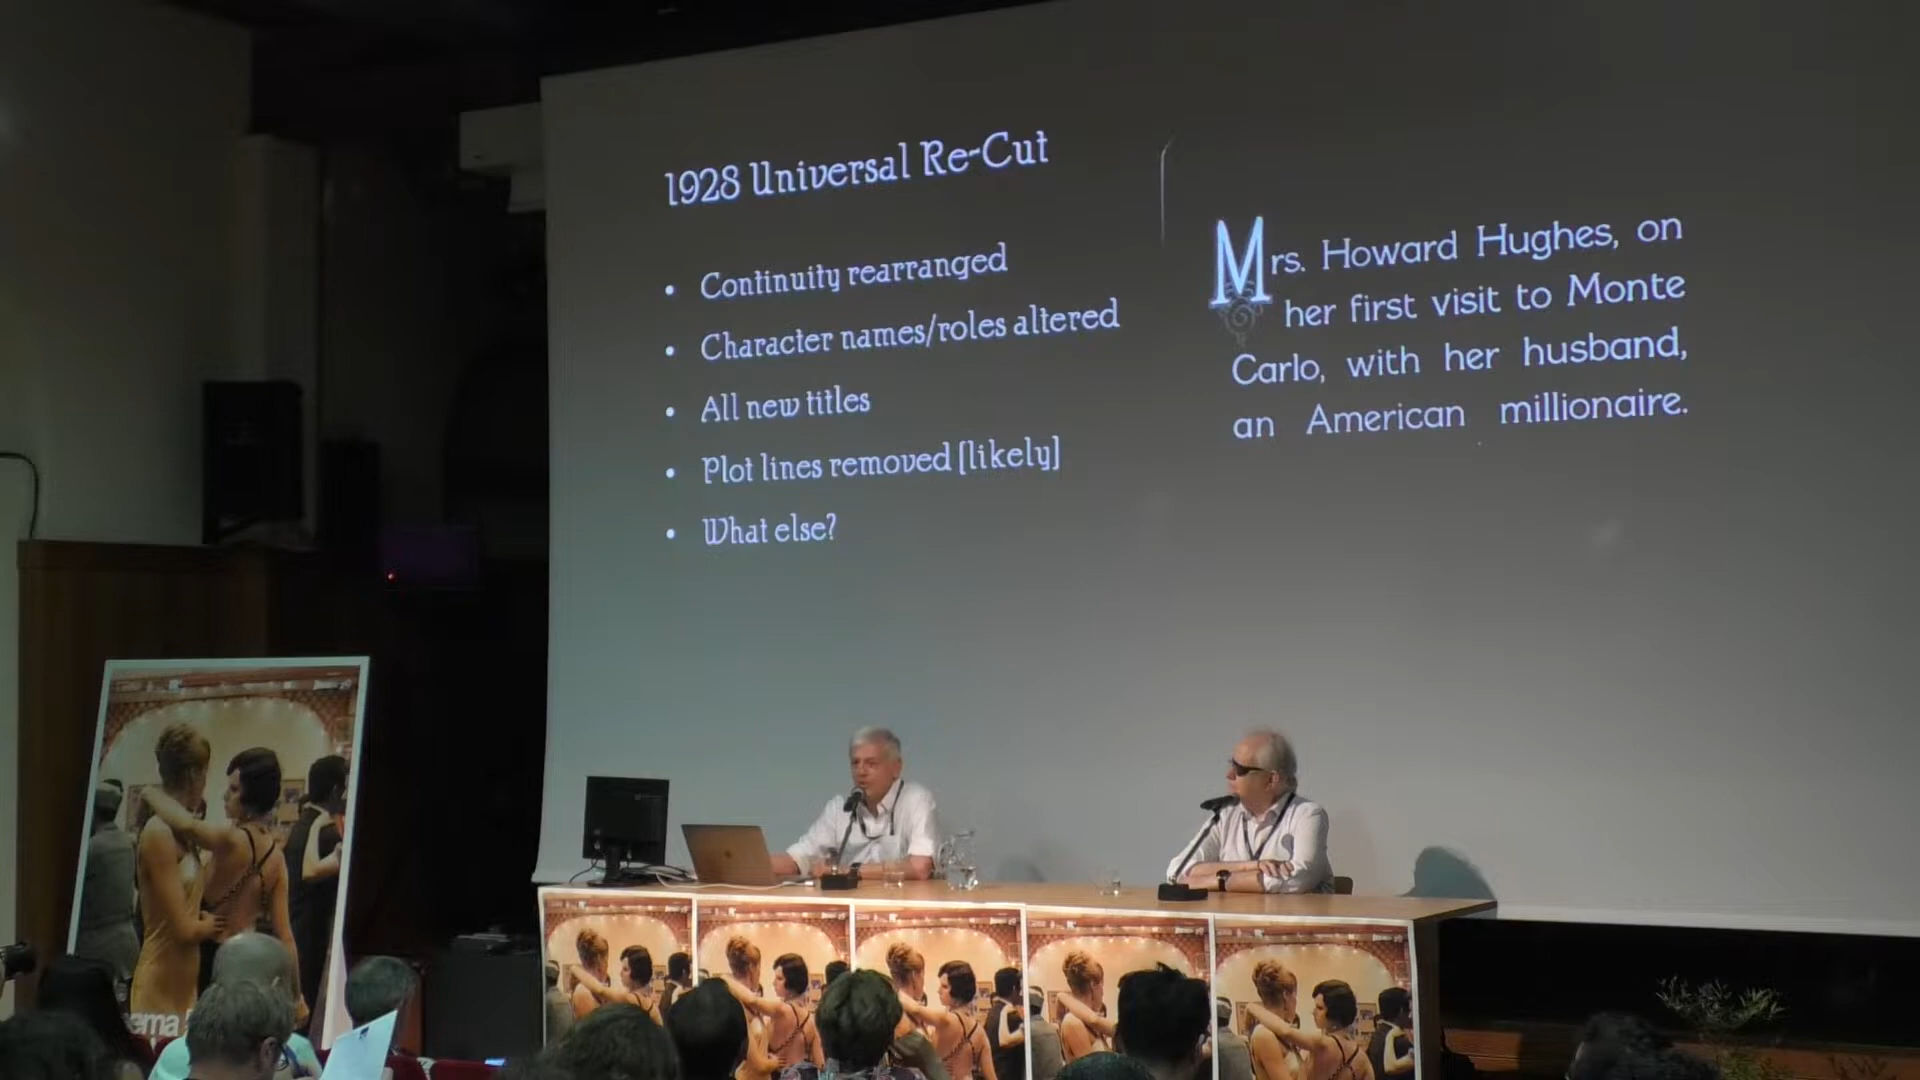 1928 Universal Re-Cut
• Continuity rearranged
• Character names/roles altered
• All new titles
• Plot lines removed [likely]
• What else?
Mrs. Howard Hughes, on
her first visit to Monte
Carlo, with her husband,
an American millionaire.